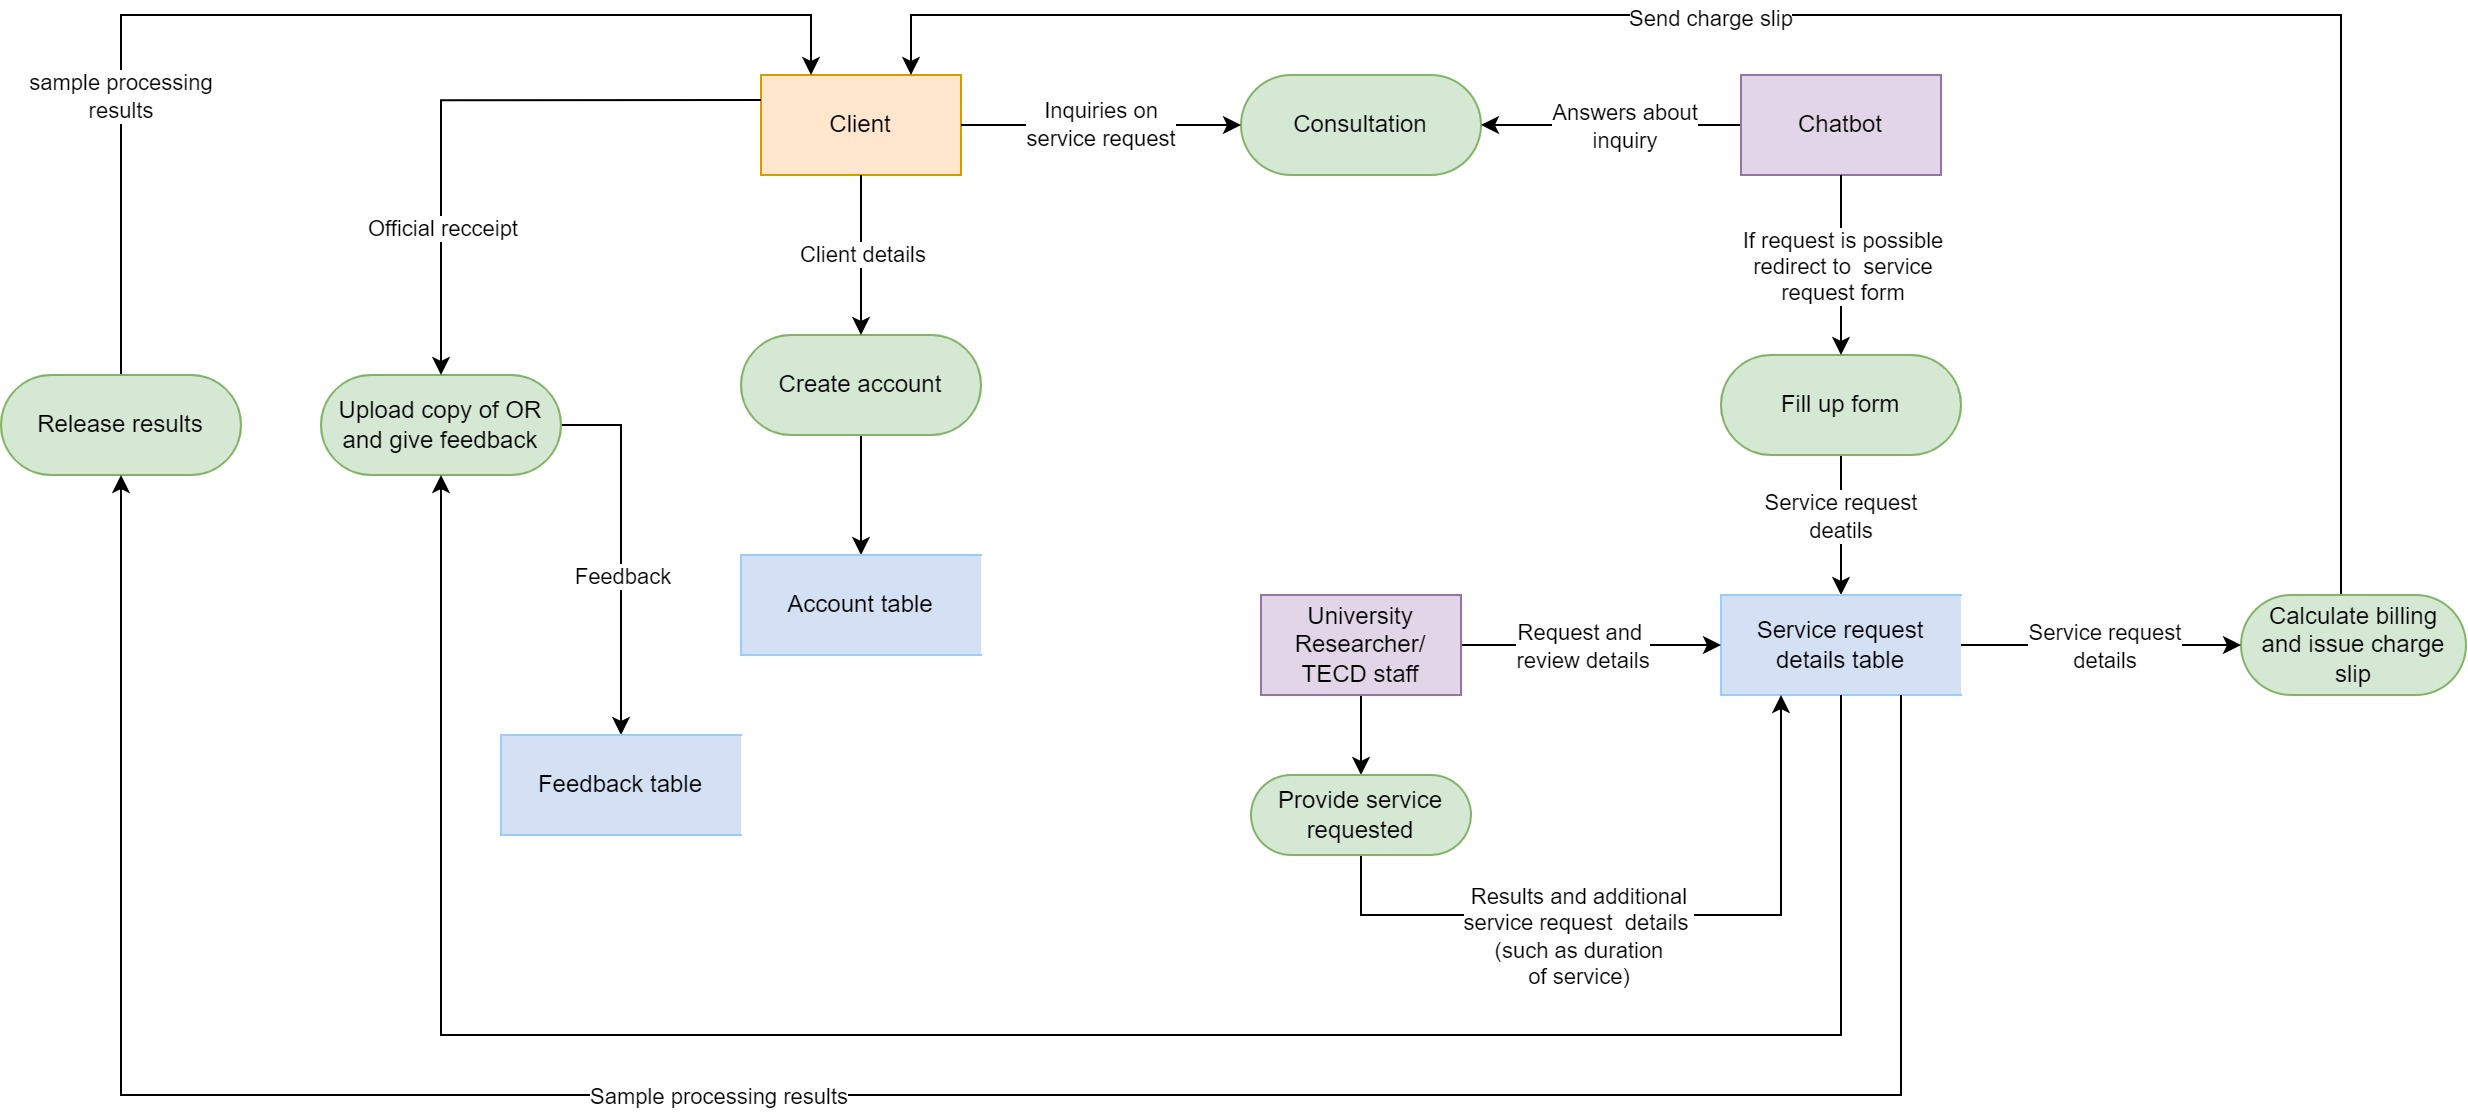 Send charge slip
sample processing
results
Client
Inquiries on
service request
Consultation
Answers about
inquiry
Chatbot
Official recceipt
Client details
If request is possible
redirect to  service
request form
Release results
Upload copy of OR
and give feedback
Create account
Fill up form
Service request
deatils
Feedback
Account table
University
Researcher/
TECD staff
Request and
review details
Service request
details table
Service request
details
Calculate billing
and issue charge
slip
Feedback table
Provide service
requested
Results and additional
service request  details
(such as duration
of service)
Sample processing results